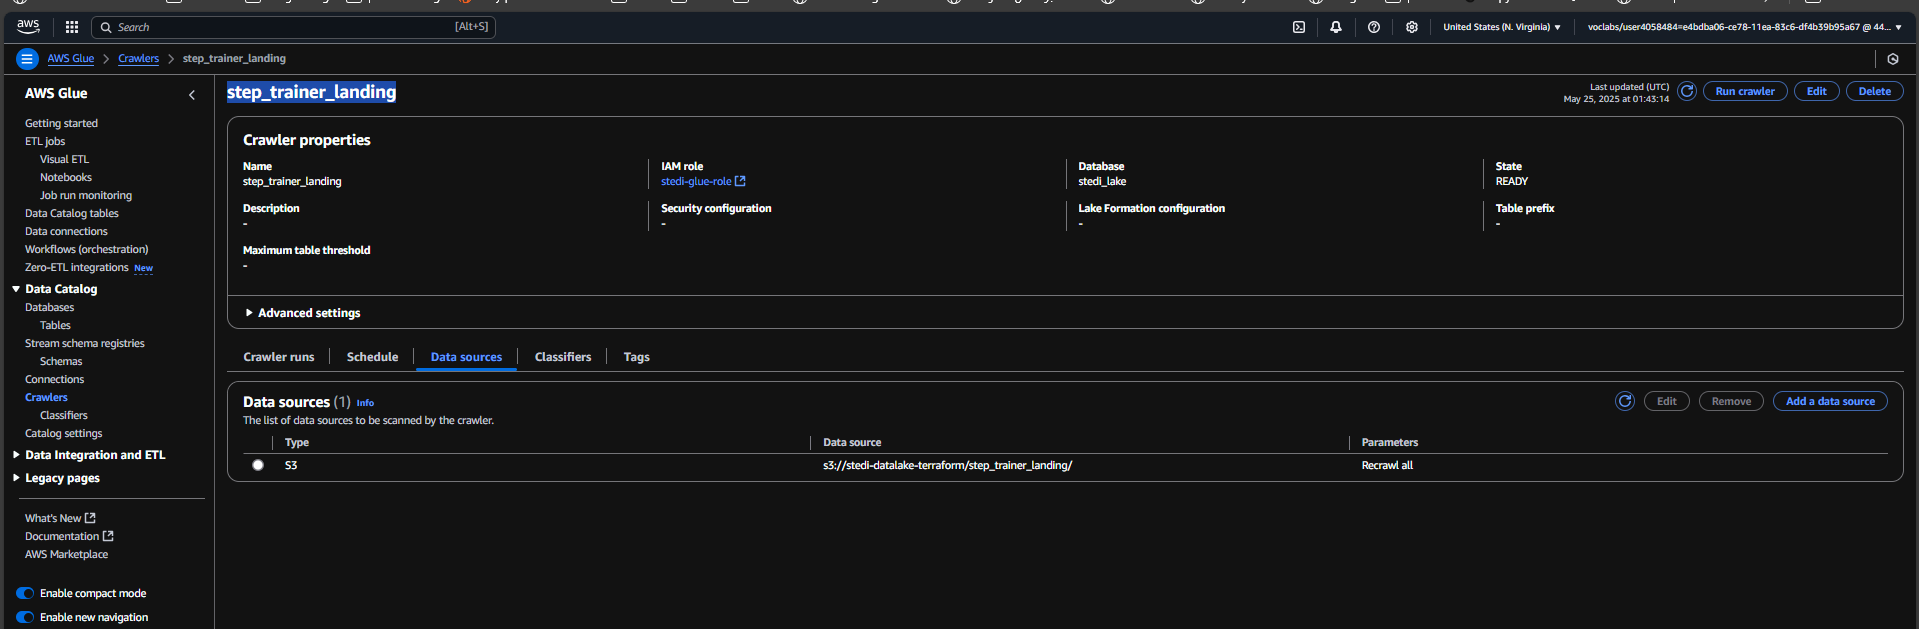 aws
Search
[Alt+S]
United States (N. Virginia)
voclabs/user4058484=e4bdba06-ce78-11ea-83c6-df4b39b95a67 @ 44...
AWS Glue
Crawlers
step_trainer_landing
AWS Glue
Getting started
ETL jobs
Visual ETL
Notebooks
Job run monitoring
Data Catalog tables
Data connections
Workflows (orchestration)
Zero-ETL integrations New
Data Catalog
Databases
Tables
Stream schema registries
Schemas
Connections
Crawlers
Classifiers
Catalog settings
Data Integration and ETL
Legacy pages
What's New
Documentation
AWS Marketplace
Enable compact mode
Enable new navigation
step_trainer_landing
Last updated (UTC)
May 25, 2025 at 01:43:14
Run crawler
Edit
Delete
Crawler properties
Name
step_trainer_landing
IAM role
stedi-glue-role
Database
stedi_lake
State
READY
Description
-
Security configuration
-
Lake Formation configuration
-
Table prefix
-
Maximum table threshold
-
Advanced settings
Crawler runs
Schedule
Data sources
Classifiers
Tags
Data sources (1) Info
The list of data sources to be scanned by the crawler.
Edit
Remove
Add a data source
Type
Data source
Parameters
S3
s3://stedi-datalake-terraform/step_trainer_landing/
Recrawl all